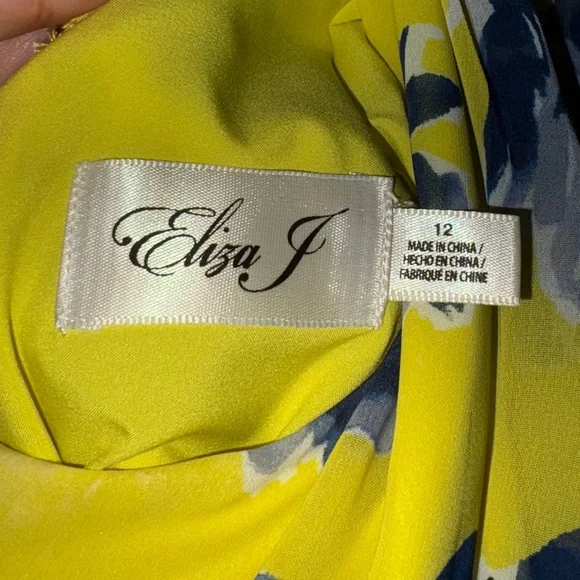 Eliza J
12
MADE IN CHINA /
HECHO EN CHINA /
FABRIQUÉ EN CHINE